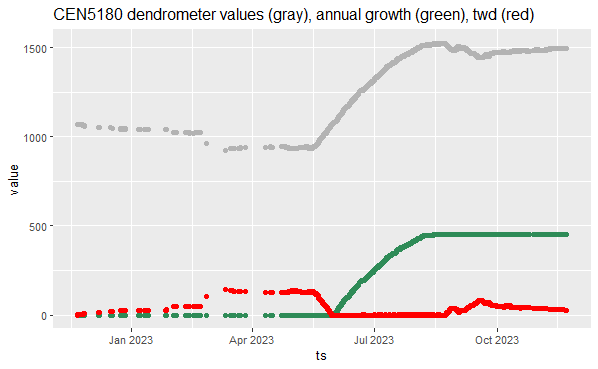 CEN5180 dendrometer values (gray), annual growth (green), twd (red)
1500
1000
500
0
value
Jan 2023
Apr 2023
Jul 2023
Oct 2023
ts